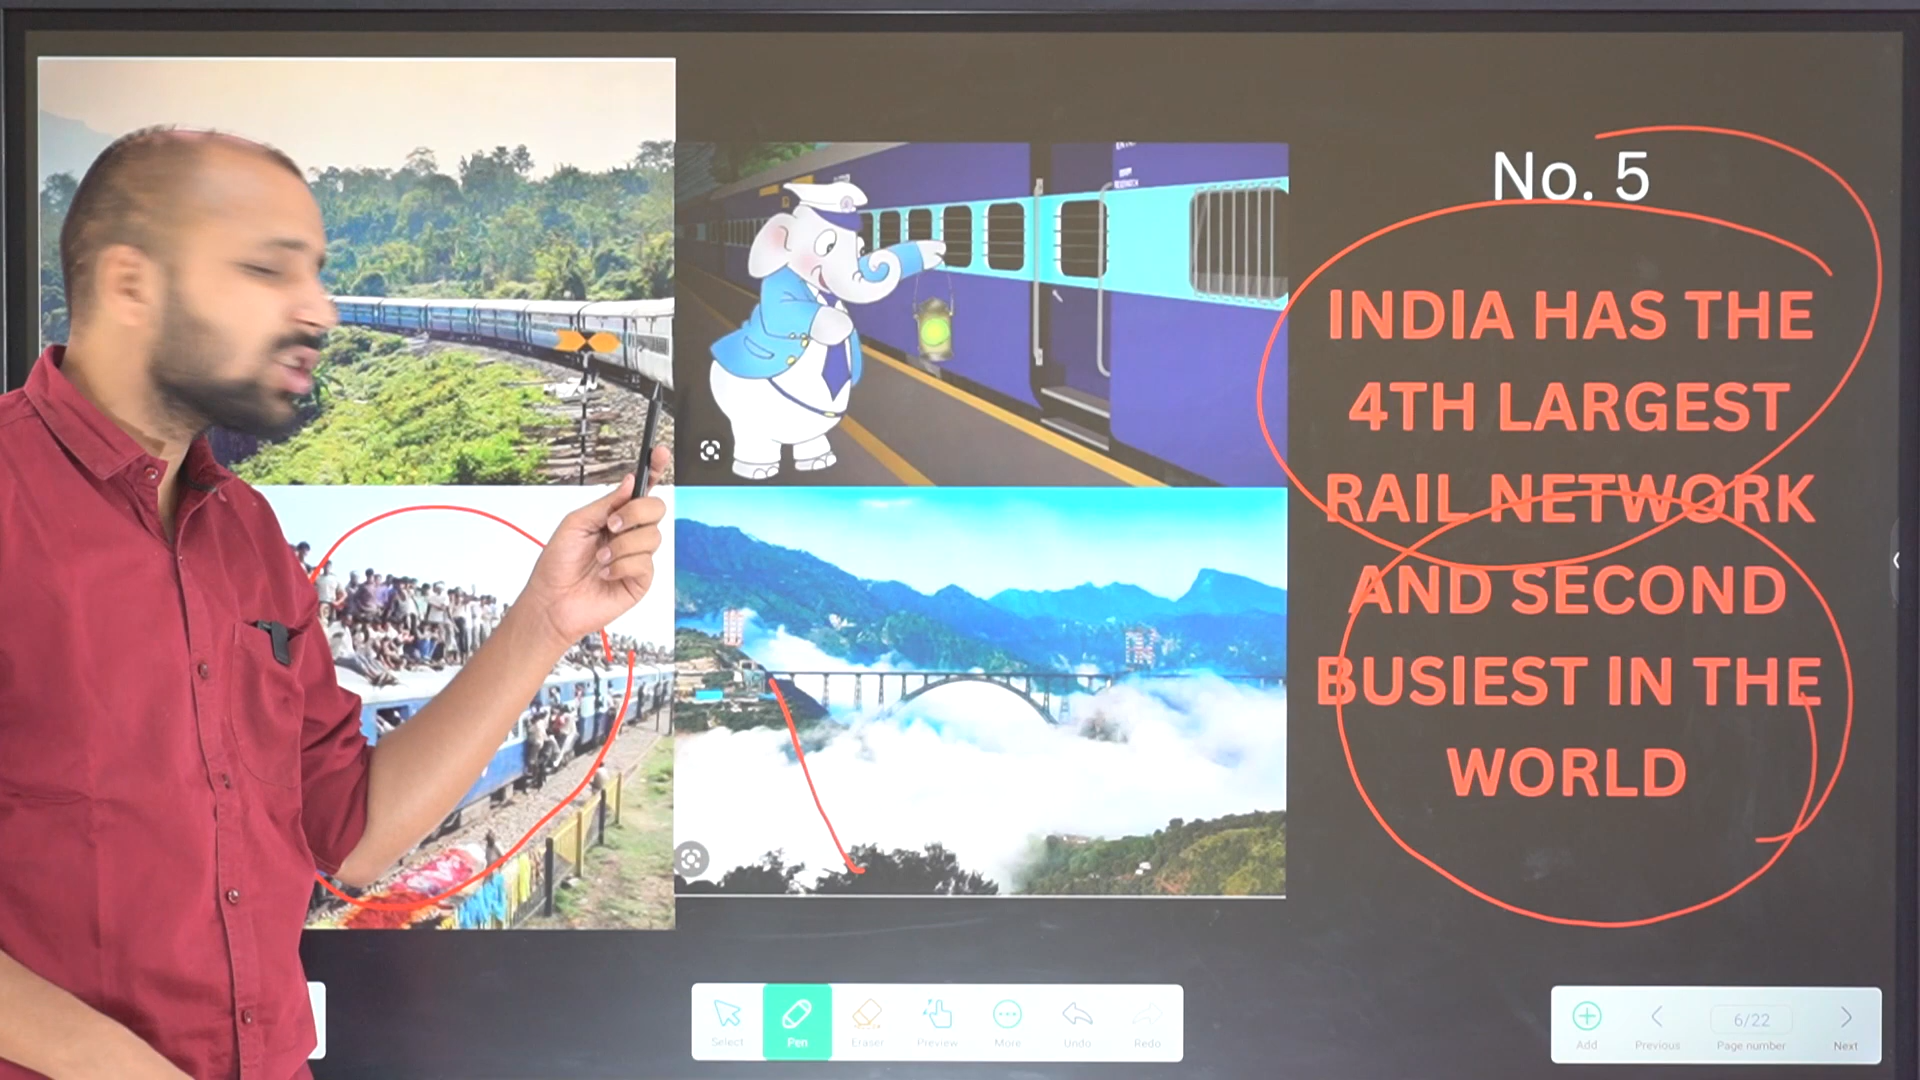 No. 5
INDIA HAS THE
4TH LARGEST
RAIL NETWORK
AND SECOND
BUSIEST IN THE
WORLD
Select
Pen
Eraser
Preview
More
Undo
Redo
Add
Previous
6/22
Page number
Next